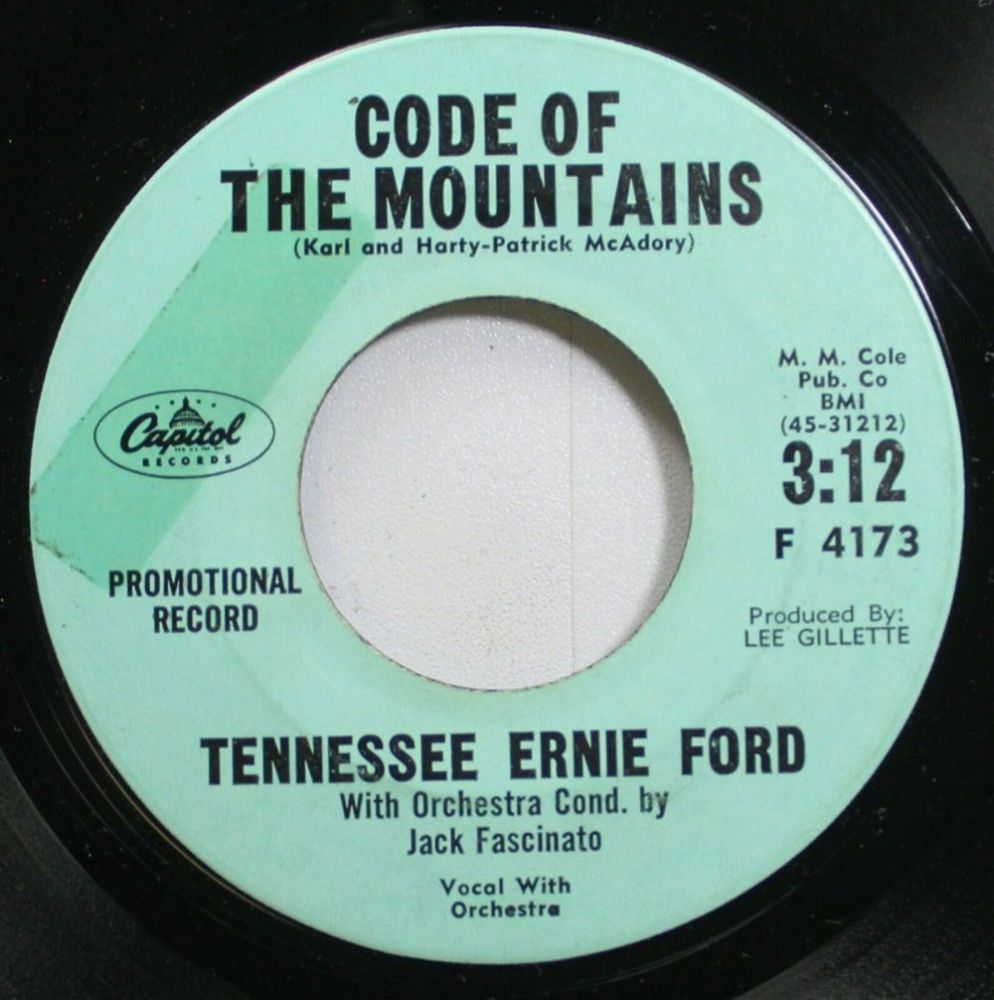 CODE OF
THE MOUNTAINS
(Karl and Harty-Patrick McAdory)
M. M. Cole
Pub. Co
BMI
(45-31212)
3:12
F 4173
Capitol
RECORDS
PROMOTIONAL
RECORD
Produced By:
LEE GILLETTE
TENNESSEE ERNIE FORD
With Orchestra Cond. by
Jack Fascinato
Vocal With
Orchestra